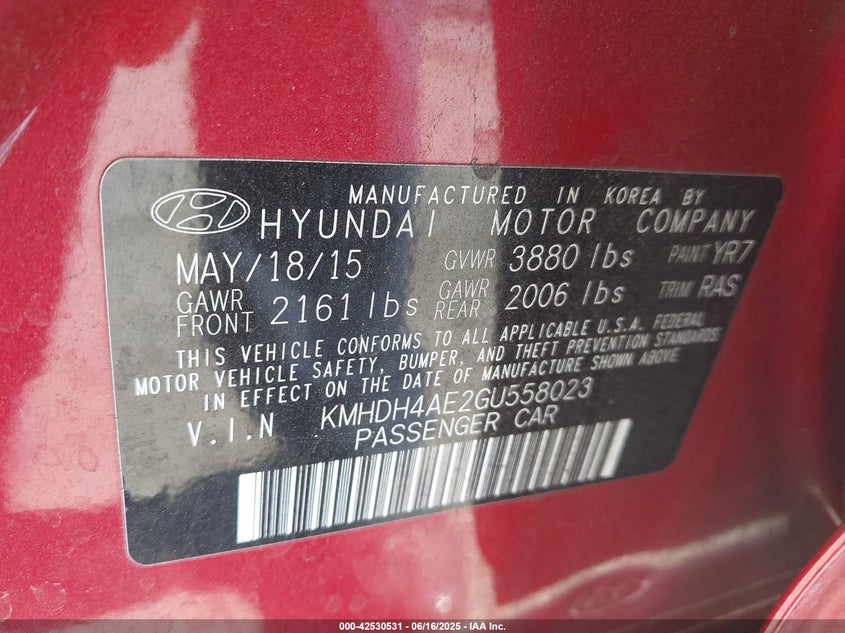 MANUFACTURED IN KOREA BY
HYUNDAI MOTOR COMPANY
MAY/18/15 GVWR 3880 lbs PAINT YR7
GAWR FRONT 2161 lbs GAWR REAR 2006 lbs TRIM RAS
THIS VEHICLE CONFORMS TO ALL APPLICABLE U.S.A. FEDERAL
MOTOR VEHICLE SAFETY, BUMPER, AND THEFT PREVENTION STANDARDS
IN EFFECT ON THE DATE OF MANUFACTURE SHOWN ABOVE.
V.I.N KMHDH4AE2GU558023
PASSENGER CAR
000-42530531 - 06/16/2025 - IAA Inc.